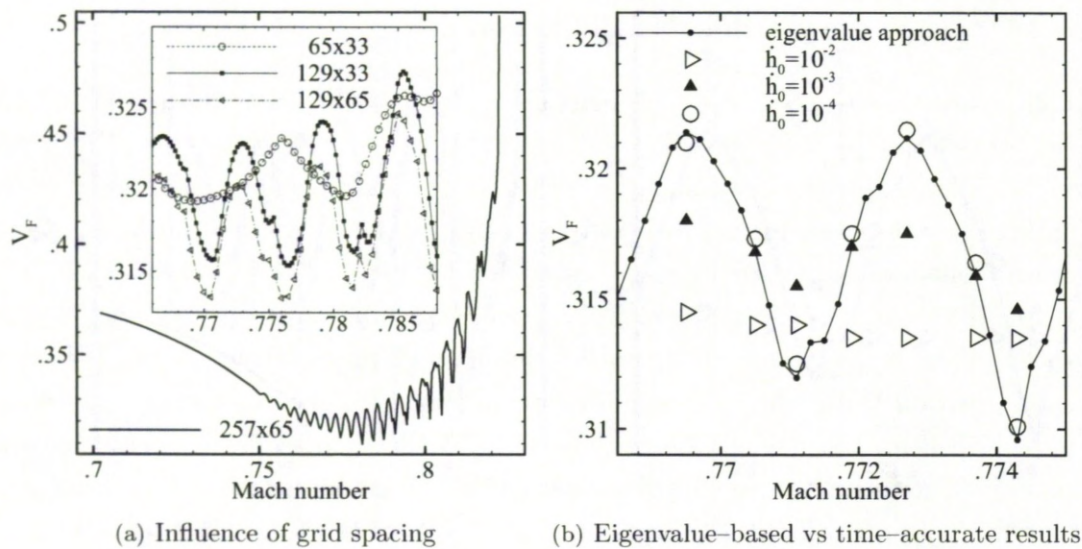 .5
.45
.4
.35
V_F
65x33
129x33
129x65
.325
.32
.315
.77
.775
.78
.785
257x65
.7
.75
.8
Mach number
(a) Influence of grid spacing
.325
.32
.315
.31
V_F
eigenvalue approach
ḣ₀=10⁻²
ḣ₀=10⁻³
ḣ₀=10⁻⁴
.77
.772
.774
Mach number
(b) Eigenvalue–based vs time–accurate results